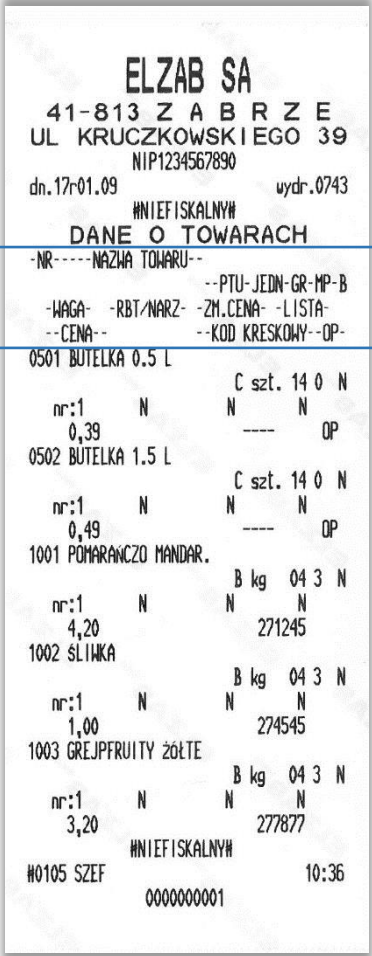 ELZAB SA
41-813 Z A B R Z E
UL KRUCZKOWSKIEGO 39
NIP1234567890
dn.17r01.09 wydr.0743
#NIEFISKALNY#
DANE O TOWARACH
-NR-----NAZWA TOWARU--
--PTU-JEDN-GR-MP-B
-WAGA- -RBT/NARZ- -ZM.CENA- -LISTA-
--CENA-- --KOD KRESKOWY--OP-
0501 BUTELKA 0.5 L
C szt. 14 0 N
nr:1 N N N
0,39 ---- OP
0502 BUTELKA 1.5 L
C szt. 14 0 N
nr:1 N N N
0,49 ---- OP
1001 POMARAŃCZO MANDAR.
B kg 04 3 N
nr:1 N N N
4,20 271245
1002 ŚLIWKA
B kg 04 3 N
nr:1 N N N
1,00 274545
1003 GREJPFRUITY ŻÓŁTE
B kg 04 3 N
nr:1 N N N
3,20 277877
#NIEFISKALNY#
#0105 SZEF 10:36
0000000001